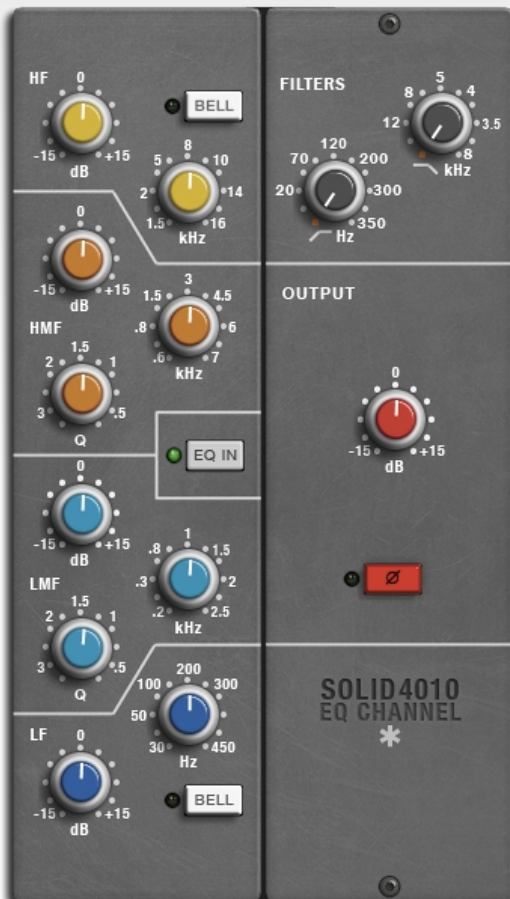 HF
0
-15 +15
dB
BELL
8
5 10
2 14
1.5 16
kHz
0
-15 +15
dB
HMF
3
1.5 4.5
.8 6
.6 7
kHz
1.5
2 1
3 .5
Q
EQ IN
0
-15 +15
dB
LMF
1
.8 1.5
.3 2
.2 2.5
kHz
1.5
2 1
3 .5
Q
200
100 300
50
30 450
Hz
LF
0
-15 +15
dB
BELL
FILTERS
5
8 4
12 3.5
8
kHz
120
70 200
20 300
350
Hz
OUTPUT
0
-15 +15
dB
Ø
SOLID 4010
EQ CHANNEL
*